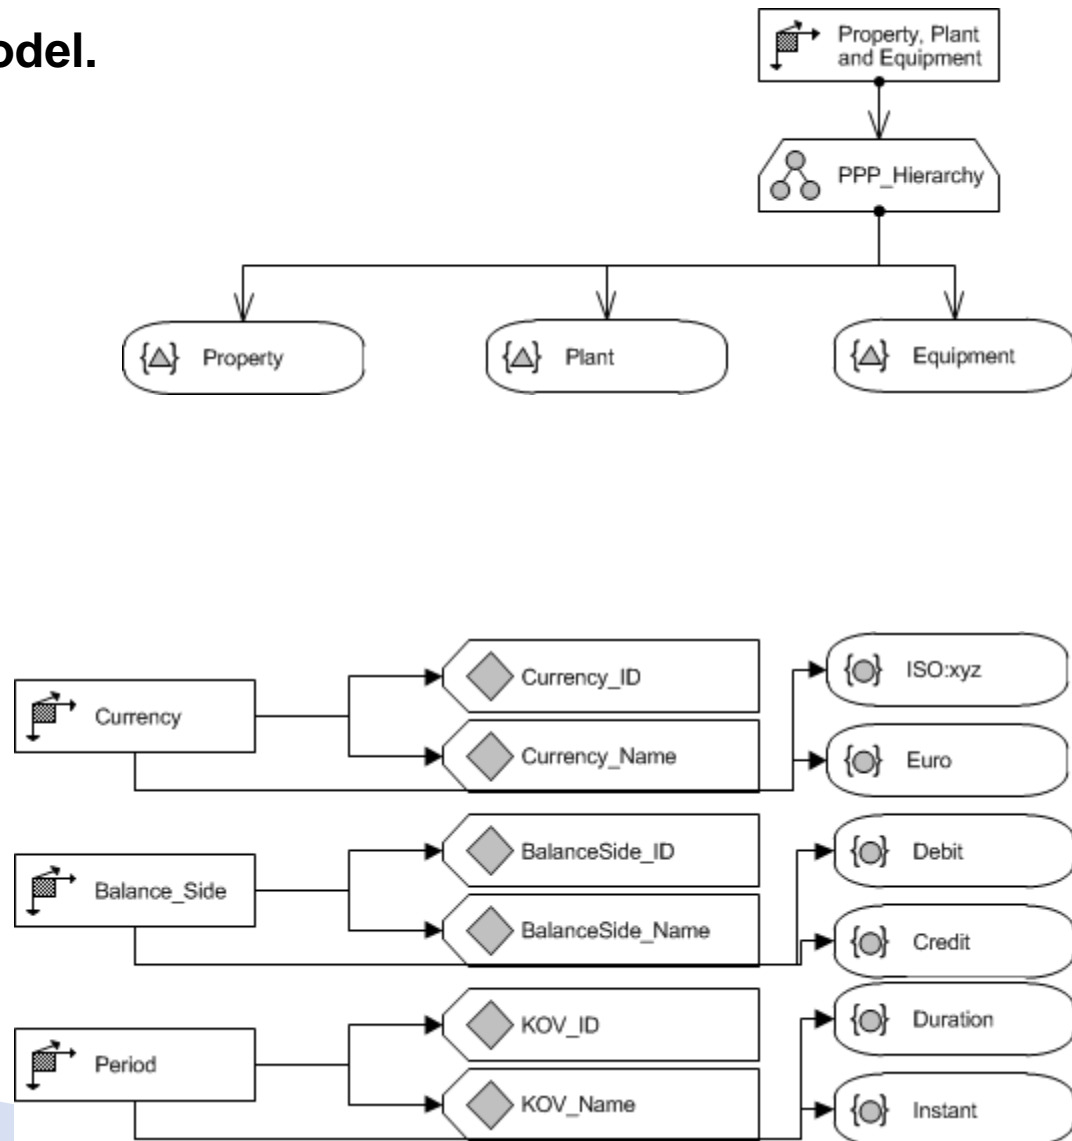 odel.
Property, Plant
and Equipment
PPP_Hierarchy
Property
Plant
Equipment
Currency
Currency_ID
Currency_Name
ISO:xyz
Euro
Balance_Side
BalanceSide_ID
BalanceSide_Name
Debit
Credit
Period
KOV_ID
KOV_Name
Duration
Instant